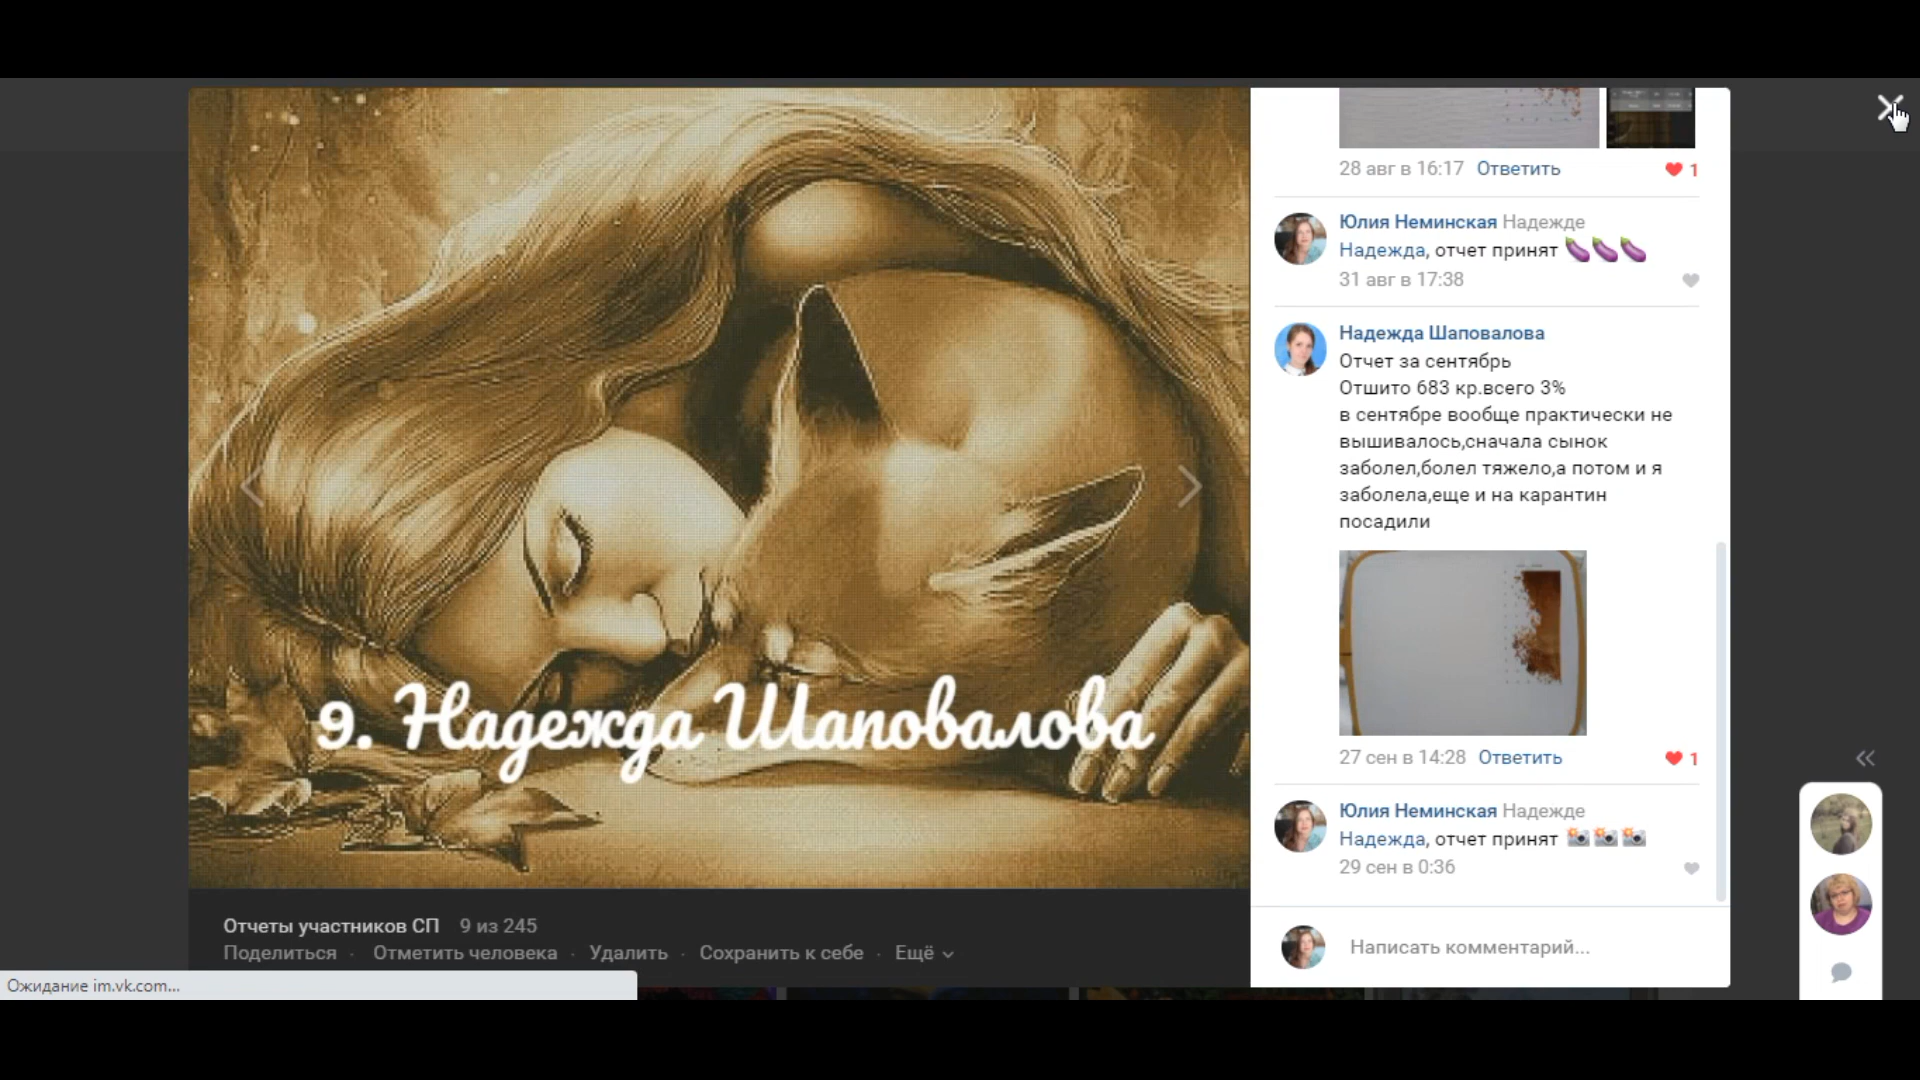 9. Надежда Шаповалова
Отчеты участников СП 9 из 245
Поделиться · Отметить человека · Удалить · Сохранить к себе · Ещё
Ожидание im.vk.com...
28 авг в 16:17 Ответить 1
Юлия Неминская Надежде
Надежда, отчет принят 🍆🍆🍆
31 авг в 17:38
Надежда Шаповалова
Отчет за сентябрь
Отшито 683 кр.всего 3%
в сентябре вообще практически не
вышивалось,сначала сынок
заболел,болел тяжело,а потом и я
заболела,еще и на карантин
посадили
27 сен в 14:28 Ответить 1
Юлия Неминская Надежде
Надежда, отчет принят 📸📸📸
29 сен в 0:36
Написать комментарий...